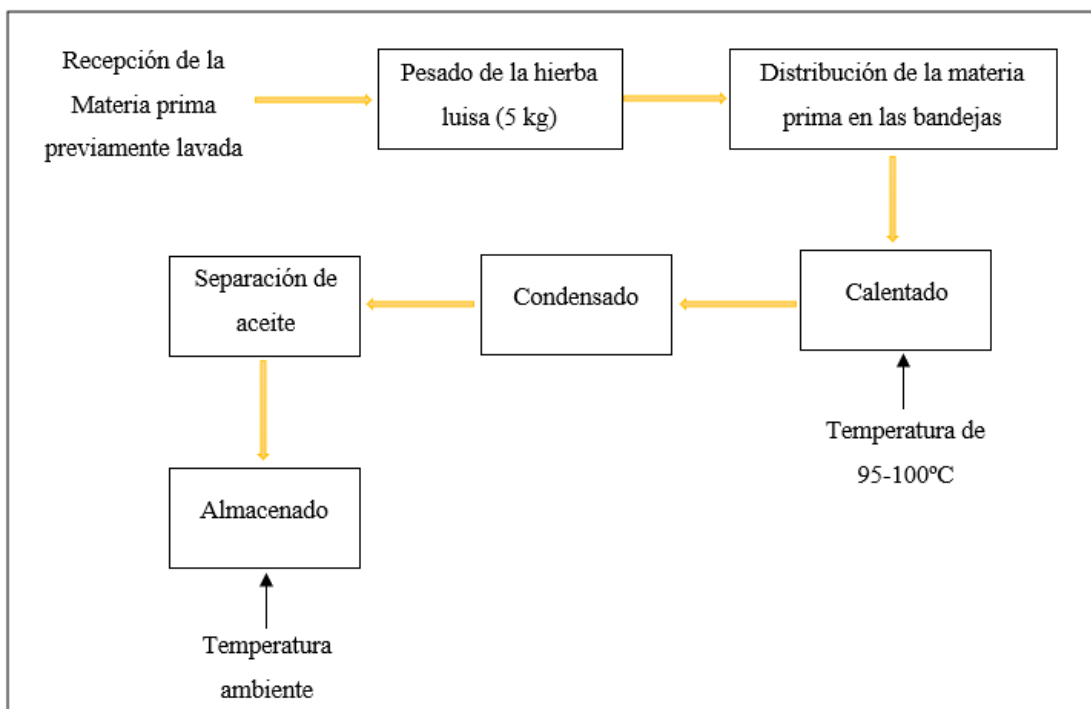 Recepción de la
Materia prima
previamente lavada
Pesado de la hierba
luisa (5 kg)
Distribución de la materia
prima en las bandejas
Calentado
Temperatura de
95-100ºC
Condensado
Separación de
aceite
Almacenado
Temperatura
ambiente